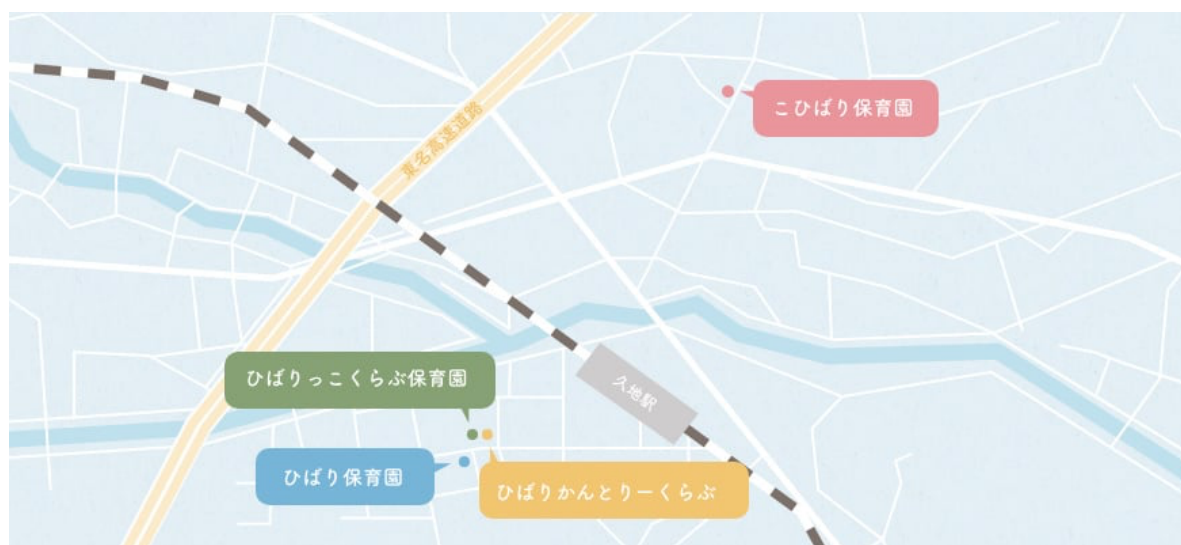 こひばり保育園
東名高速道路
ひばりっこくらぶ保育園
久地駅
ひばり保育園
ひばりかんとりーくらぶ